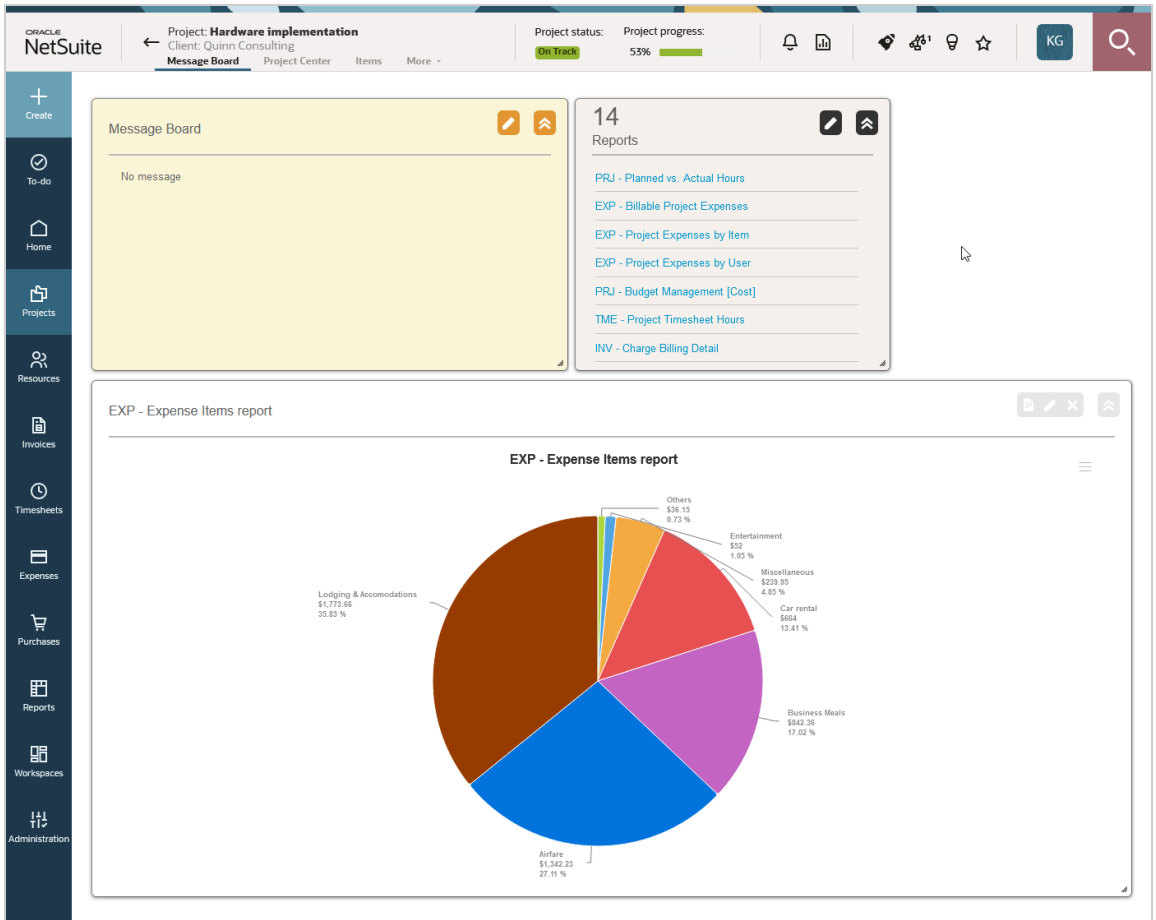 ORACLE
NetSuite
Project: Hardware implementation
Client: Quinn Consulting
Message Board Project Center Items More
Project status:
On Track
Project progress:
53%
1
KG
Create
To-do
Home
Projects
Resources
Invoices
Timesheets
Expenses
Purchases
Reports
Workspaces
Administration
Message Board
No message
14
Reports
PRJ - Planned vs. Actual Hours
EXP - Billable Project Expenses
EXP - Project Expenses by Item
EXP - Project Expenses by User
PRJ - Budget Management [Cost]
TME - Project Timesheet Hours
INV - Charge Billing Detail
EXP - Expense Items report
EXP - Expense Items report
Others
$36.15
0.73 %
Entertainment
$52
1.05 %
Miscellaneous
$239.95
4.85 %
Car rental
$664
13.41 %
Lodging & Accomodations
$1,773.66
35.83 %
Business Meals
$842.36
17.02 %
Airfare
$1,342.23
27.11 %